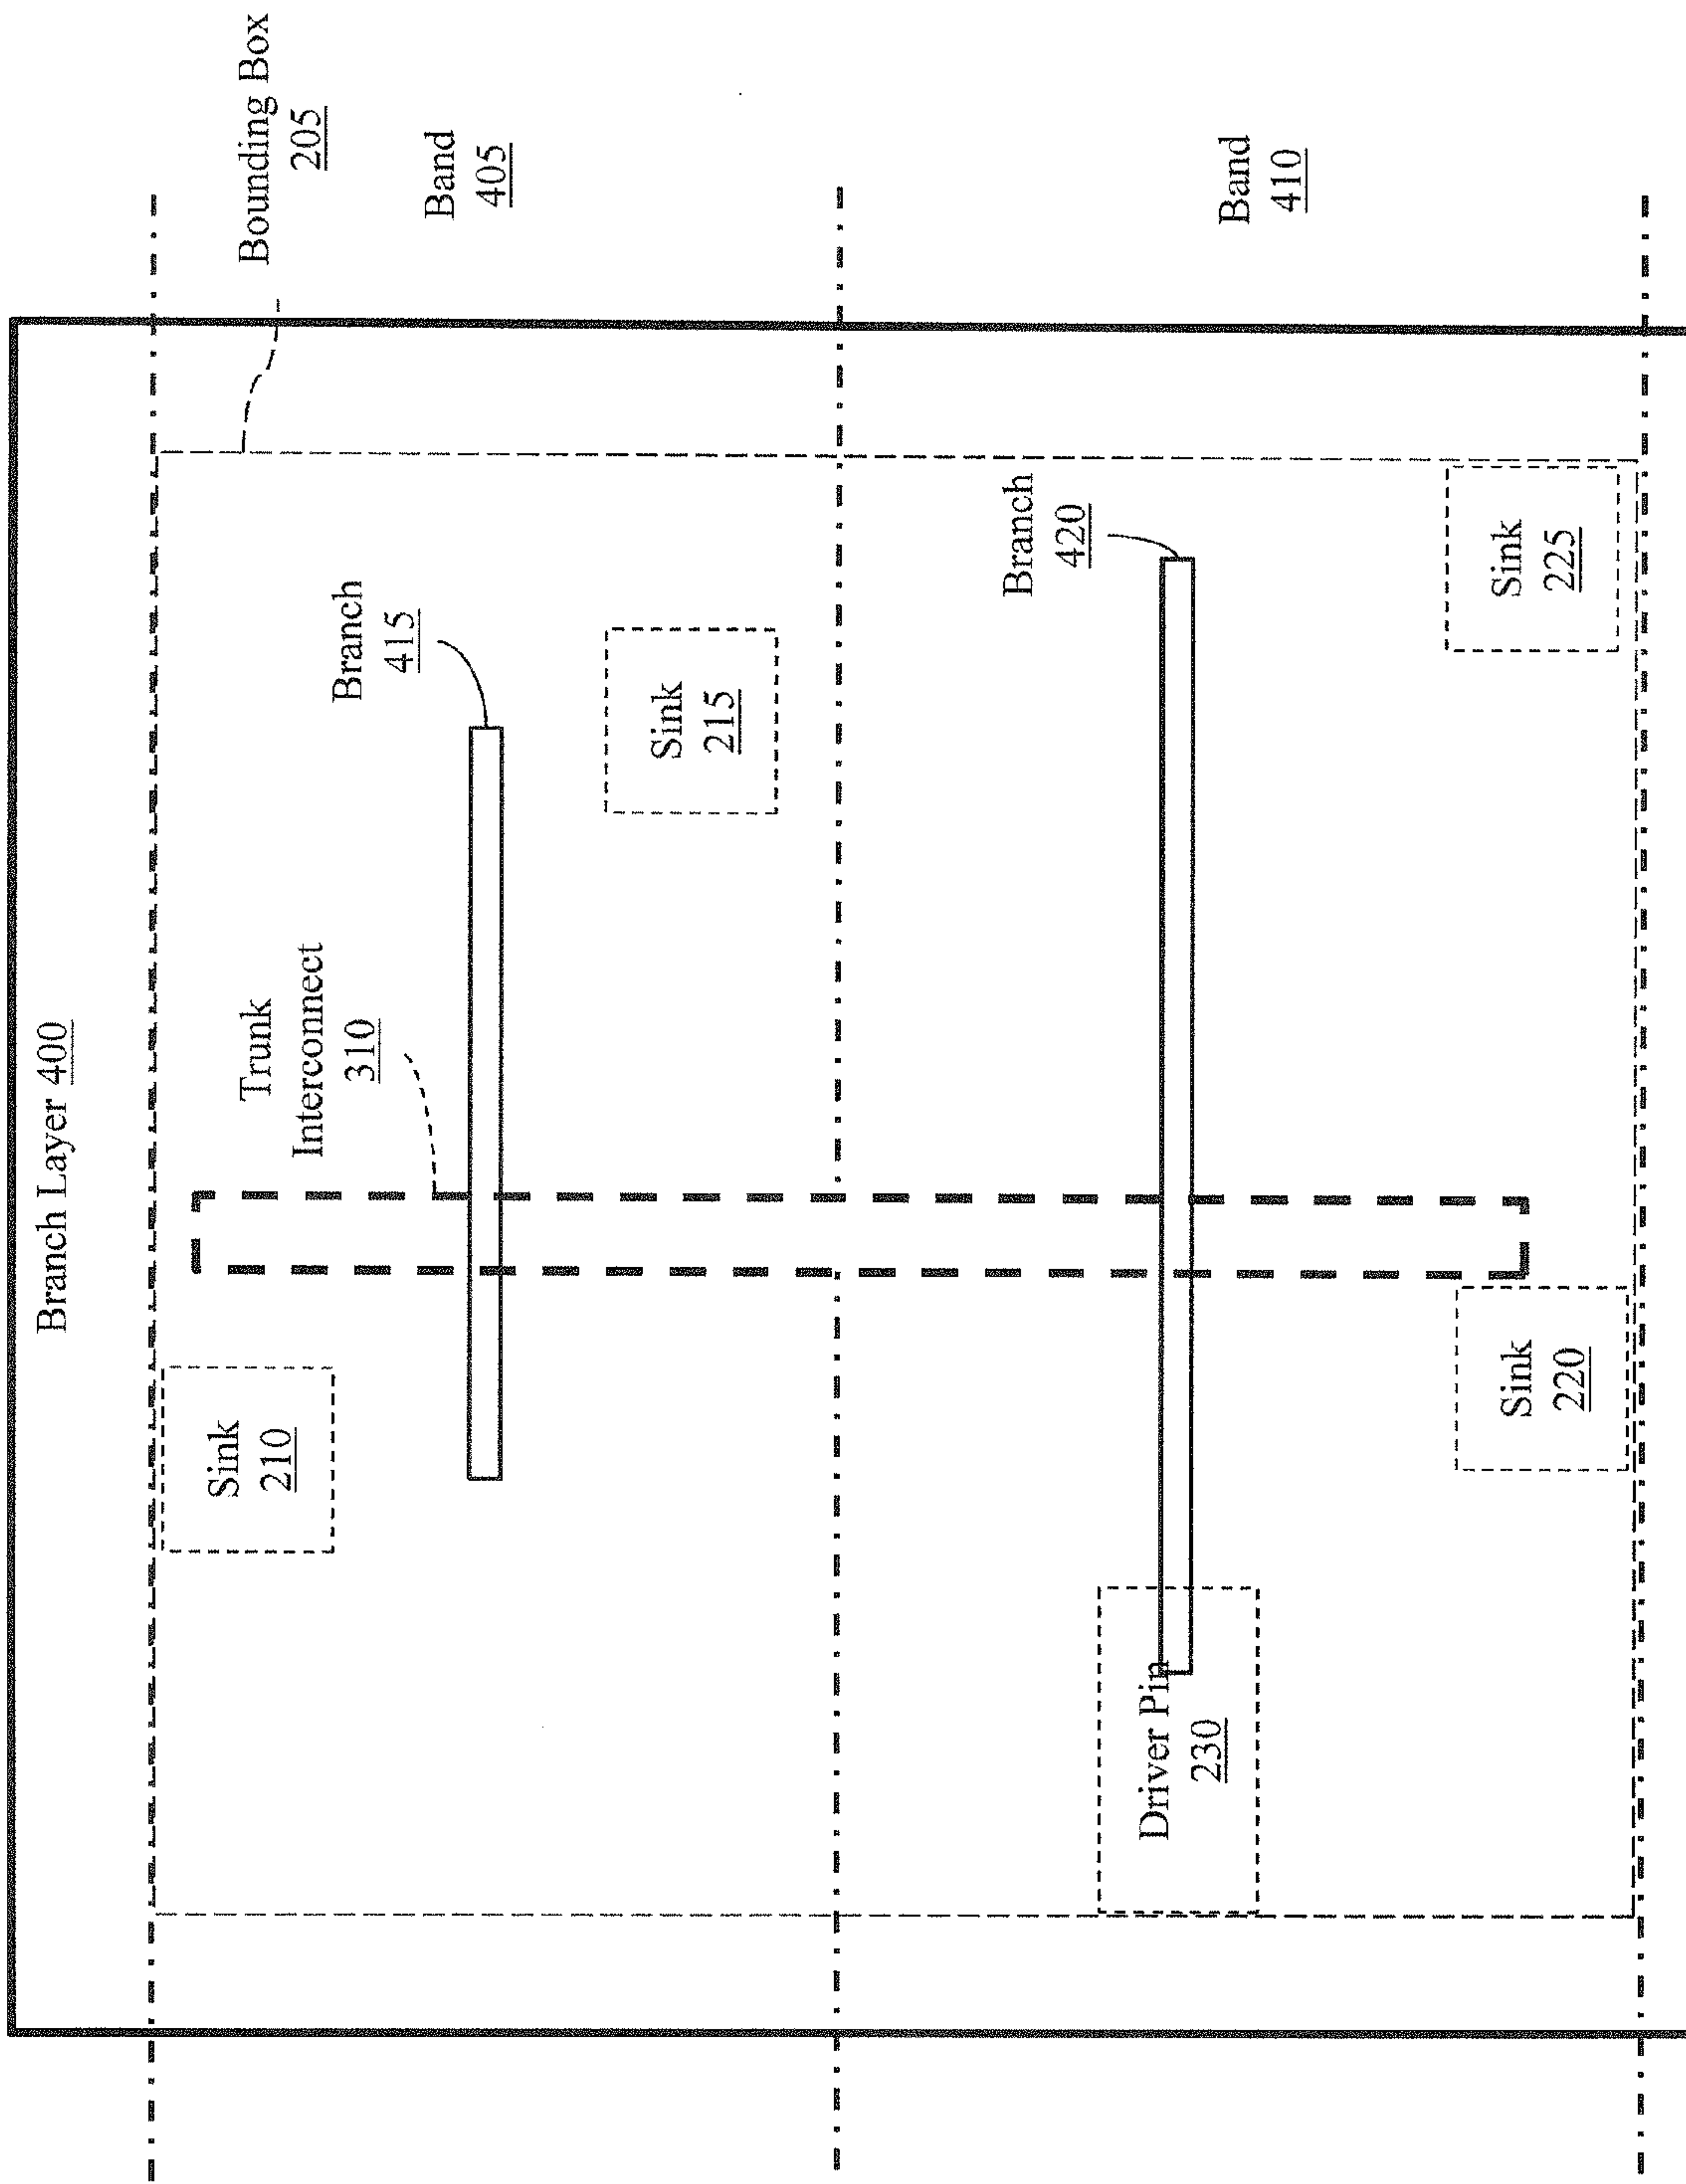 Branch Layer 400
Bounding Box
205
Band
405
Band
410
Trunk
Interconnect
310
Branch
415
Sink
210
Sink
215
Branch
420
Driver Pin
230
Sink
220
Sink
225